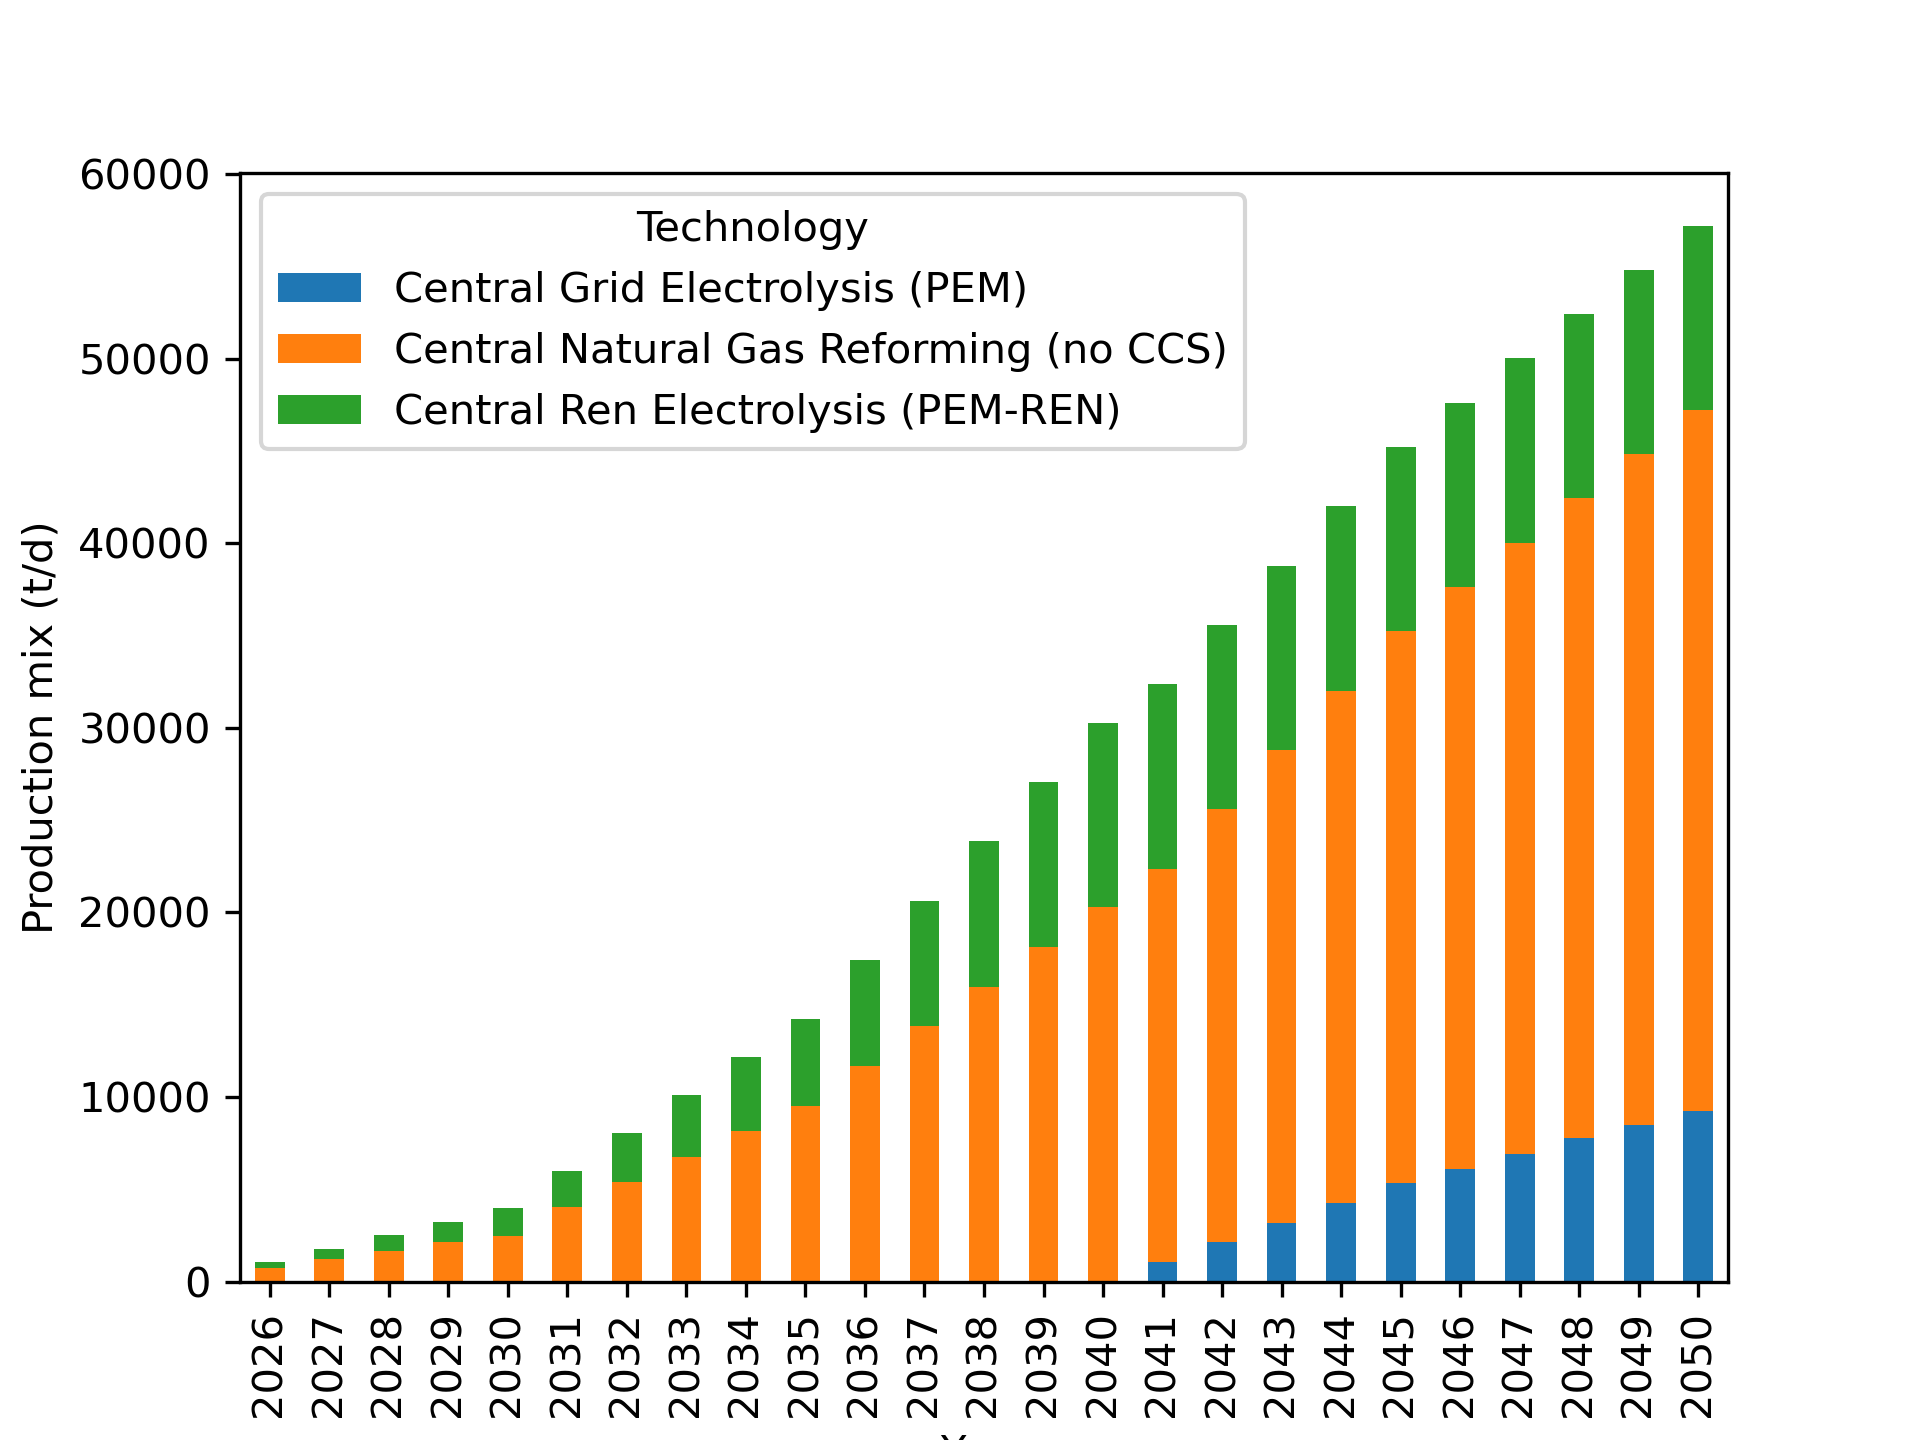 60000
50000
40000
30000
20000
10000
0
Production mix (t/d)
Technology
Central Grid Electrolysis (PEM)
Central Natural Gas Reforming (no CCS)
Central Ren Electrolysis (PEM-REN)
2026 2027 2028 2029 2030 2031 2032 2033 2034 2035 2036 2037 2038 2039 2040 2041 2042 2043 2044 2045 2046 2047 2048 2049 2050